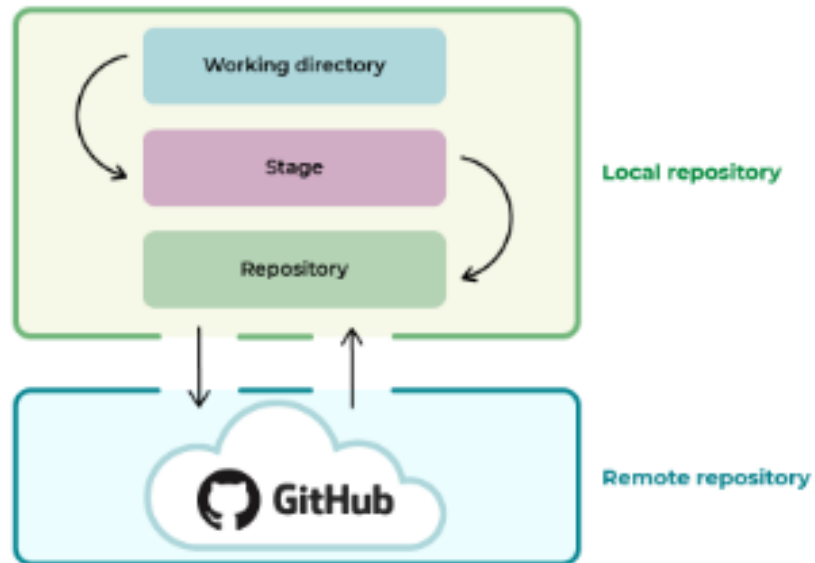 Working directory
Stage
Local repository
Repository
GitHub
Remote repository